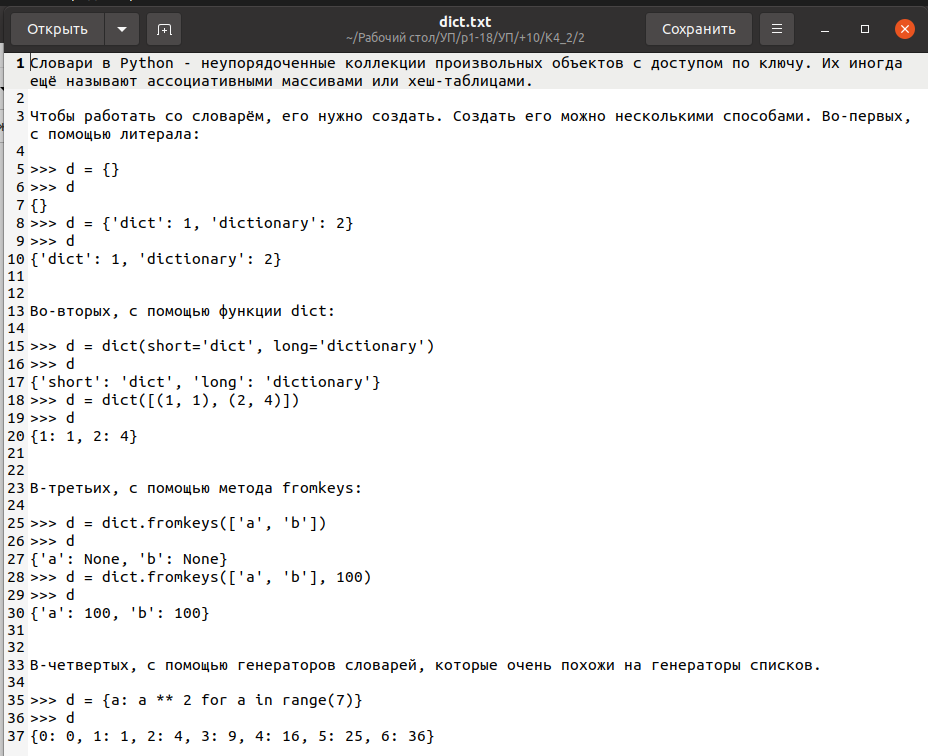 Открыть
dict.txt
~/Рабочий стол/УП/p1-18/УП/+10/K4_2/2
Сохранить
1 Словари в Python - неупорядоченные коллекции произвольных объектов с доступом по ключу. Их иногда
ещё называют ассоциативными массивами или хеш-таблицами.
2
3 Чтобы работать со словарём, его нужно создать. Создать его можно несколькими способами. Во-первых,
с помощью литерала:
4
5 >>> d = {}
6 >>> d
7 {}
8 >>> d = {'dict': 1, 'dictionary': 2}
9 >>> d
10 {'dict': 1, 'dictionary': 2}
11
12
13 Во-вторых, с помощью функции dict:
14
15 >>> d = dict(short='dict', long='dictionary')
16 >>> d
17 {'short': 'dict', 'long': 'dictionary'}
18 >>> d = dict([(1, 1), (2, 4)])
19 >>> d
20 {1: 1, 2: 4}
21
22
23 В-третьих, с помощью метода fromkeys:
24
25 >>> d = dict.fromkeys(['a', 'b'])
26 >>> d
27 {'a': None, 'b': None}
28 >>> d = dict.fromkeys(['a', 'b'], 100)
29 >>> d
30 {'a': 100, 'b': 100}
31
32
33 В-четвертых, с помощью генераторов словарей, которые очень похожи на генераторы списков.
34
35 >>> d = {a: a ** 2 for a in range(7)}
36 >>> d
37 {0: 0, 1: 1, 2: 4, 3: 9, 4: 16, 5: 25, 6: 36}